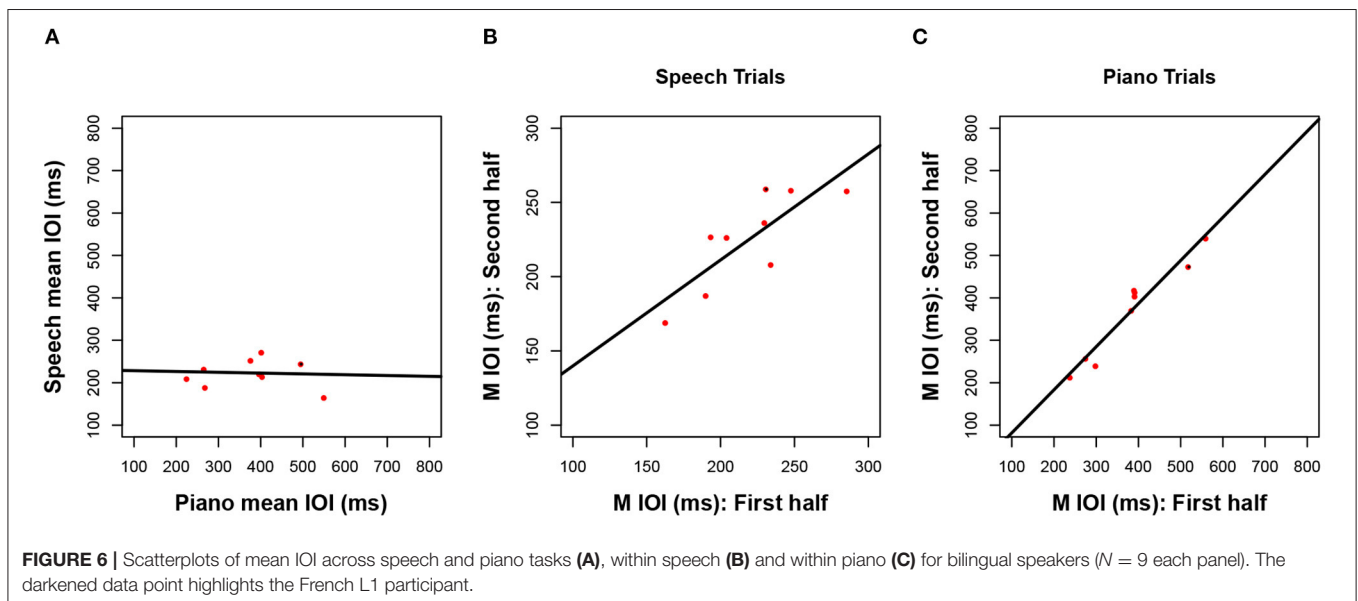 A
B
C
Speech Trials
Piano Trials
Speech mean IOI (ms)
800
700
600
500
400
300
200
100
100 200 300 400 500 600 700 800
Piano mean IOI (ms)
M IOI (ms): Second half
300
250
200
150
100
100 150 200 250 300
M IOI (ms): First half
M IOI (ms): Second half
800
700
600
500
400
300
200
100
100 200 300 400 500 600 700 800
M IOI (ms): First half
FIGURE 6 | Scatterplots of mean IOI across speech and piano tasks (A), within speech (B) and within piano (C) for bilingual speakers (N = 9 each panel). The
darkened data point highlights the French L1 participant.